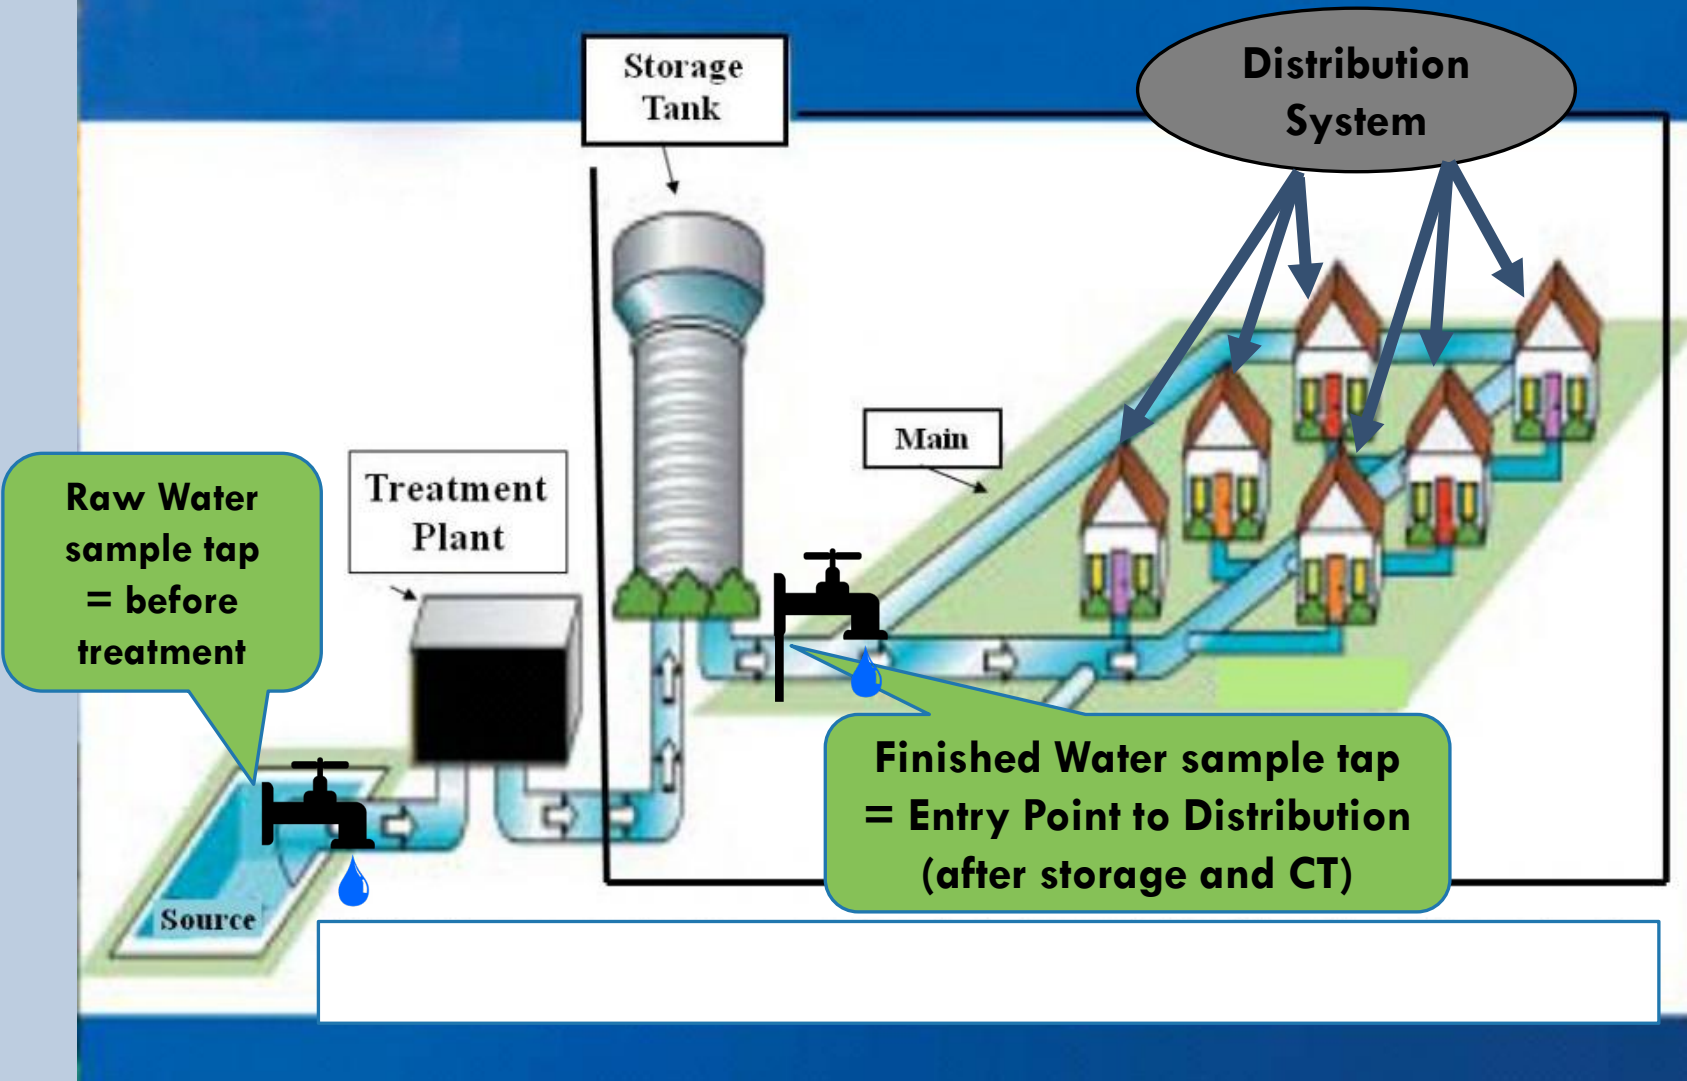 Storage
Tank
Distribution
System
Main
Raw Water
sample tap
= before
treatment
Treatment
Plant
Finished Water sample tap
= Entry Point to Distribution
(after storage and CT)
Source